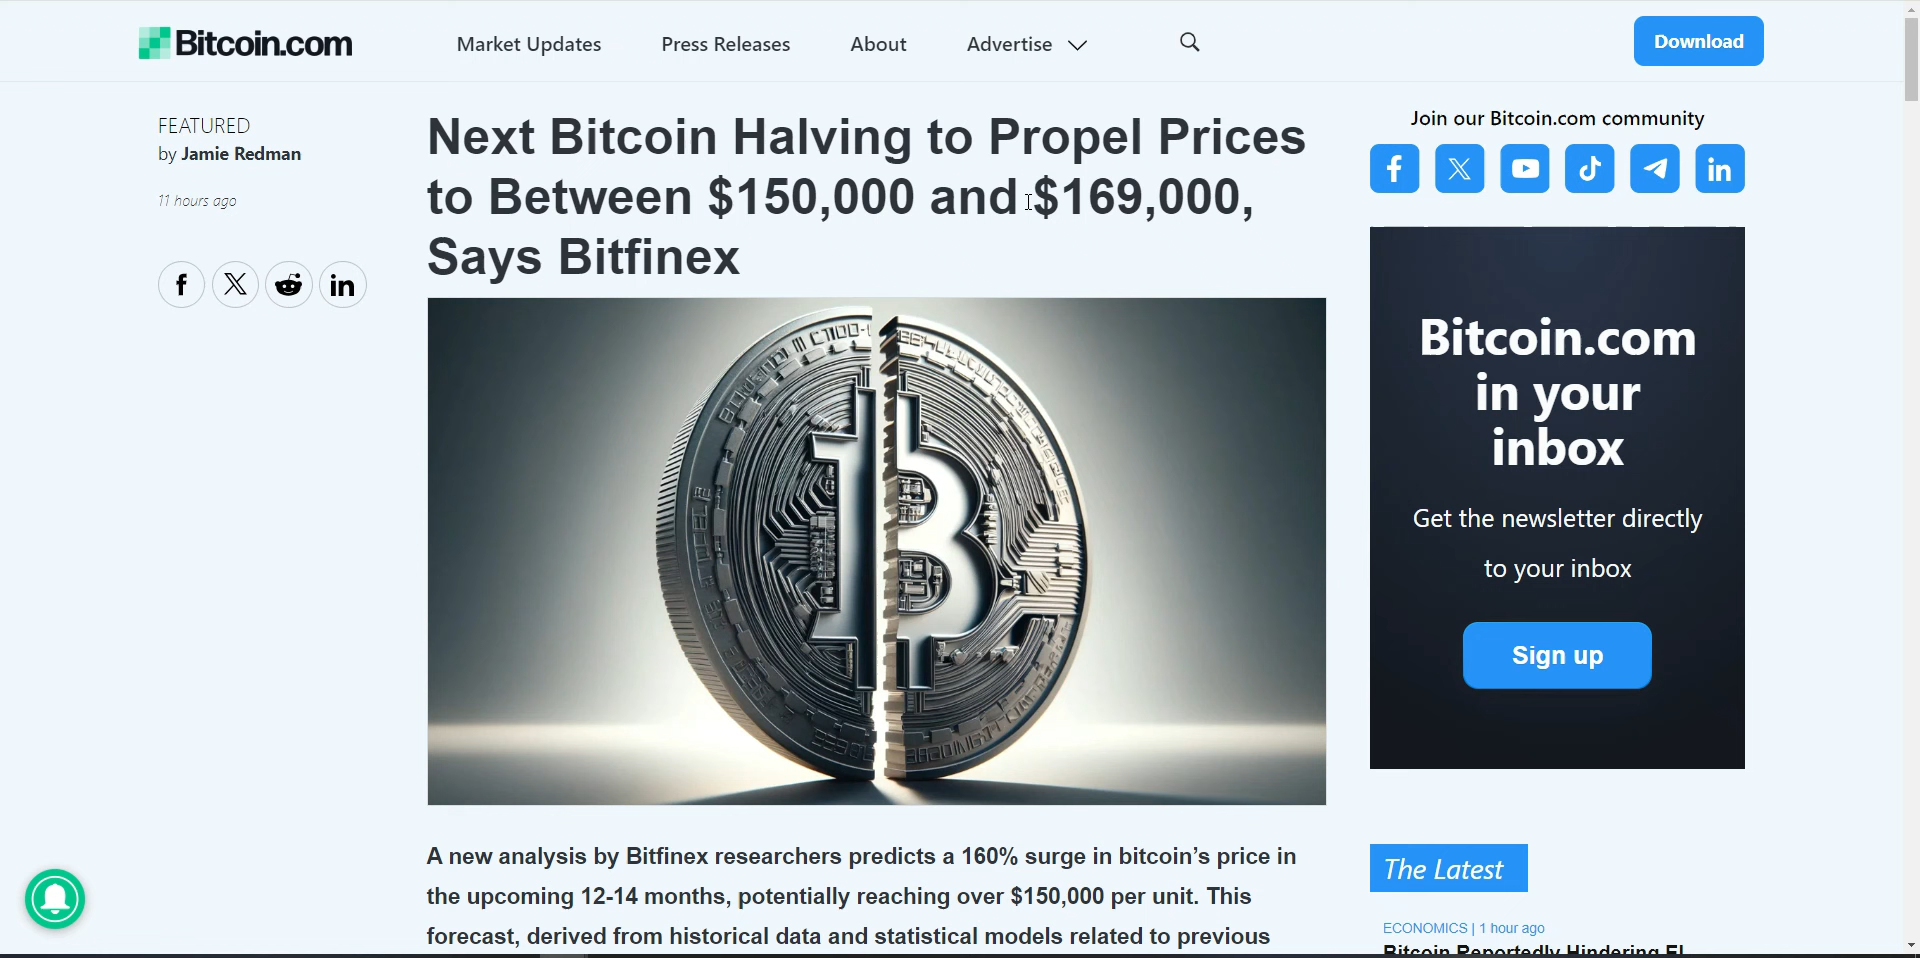 Bitcoin.com
Market Updates
Press Releases
About
Advertise
Download
FEATURED
by Jamie Redman
11 hours ago
Next Bitcoin Halving to Propel Prices
to Between $150,000 and $169,000,
Says Bitfinex
A new analysis by Bitfinex researchers predicts a 160% surge in bitcoin’s price in
the upcoming 12-14 months, potentially reaching over $150,000 per unit. This
forecast, derived from historical data and statistical models related to previous
Join our Bitcoin.com community
Bitcoin.com
in your
inbox
Get the newsletter directly
to your inbox
Sign up
The Latest
ECONOMICS | 1 hour ago
Bitcoin Reportedly Hindering